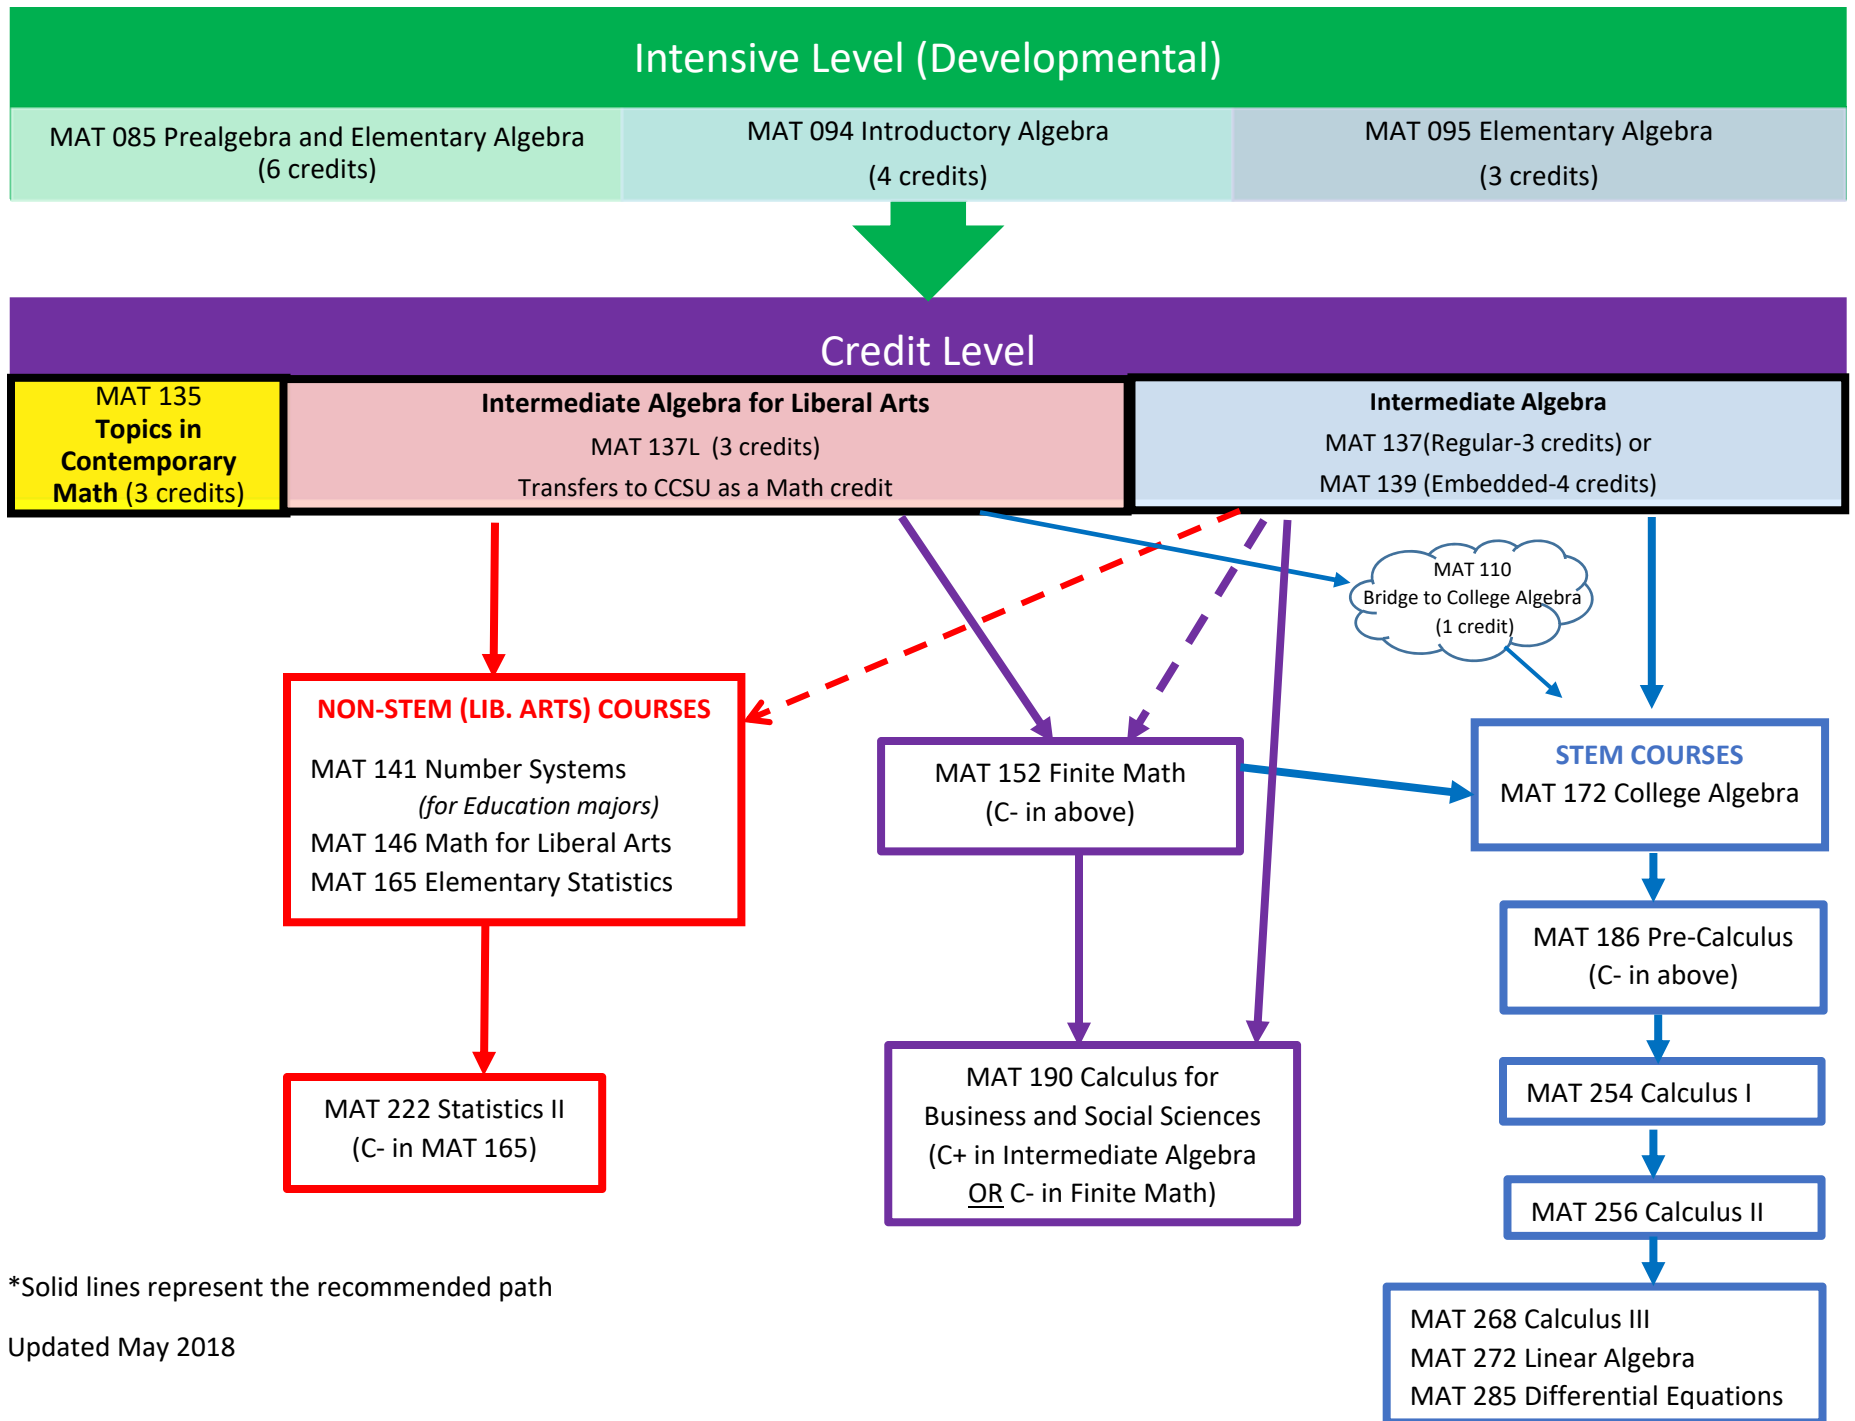 Intensive Level (Developmental)
MAT 085 Prealgebra and Elementary Algebra
(6 credits)
MAT 094 Introductory Algebra
(4 credits)
MAT 095 Elementary Algebra
(3 credits)
Credit Level
MAT 135
Topics in
Contemporary
Math (3 credits)
Intermediate Algebra for Liberal Arts
MAT 137L (3 credits)
Transfers to CCSU as a Math credit
Intermediate Algebra
MAT 137(Regular-3 credits) or
MAT 139 (Embedded-4 credits)
MAT 110
Bridge to College Algebra
(1 credit)
NON-STEM (LIB. ARTS) COURSES
MAT 141 Number Systems
(for Education majors)
MAT 146 Math for Liberal Arts
MAT 165 Elementary Statistics
MAT 152 Finite Math
(C- in above)
STEM COURSES
MAT 172 College Algebra
MAT 186 Pre-Calculus
(C- in above)
MAT 222 Statistics II
(C- in MAT 165)
MAT 190 Calculus for
Business and Social Sciences
(C+ in Intermediate Algebra
OR C- in Finite Math)
MAT 254 Calculus I
MAT 256 Calculus II
MAT 268 Calculus III
MAT 272 Linear Algebra
MAT 285 Differential Equations
*Solid lines represent the recommended path
Updated May 2018